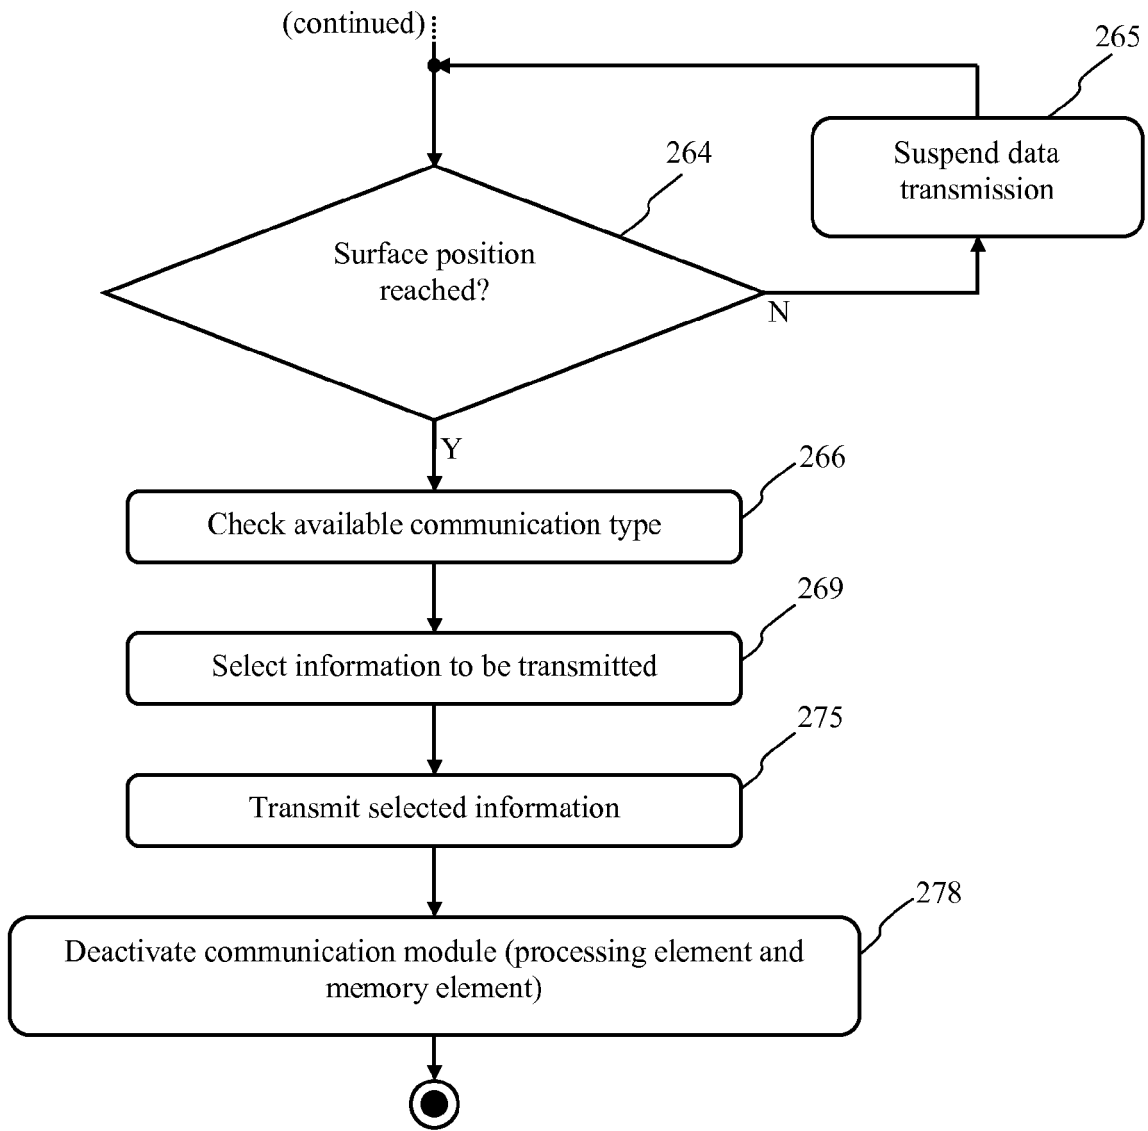 (continued)
265
Suspend data
transmission
264
Surface position
reached?
N
Y
266
Check available communication type
269
Select information to be transmitted
275
Transmit selected information
278
Deactivate communication module (processing element and
memory element)